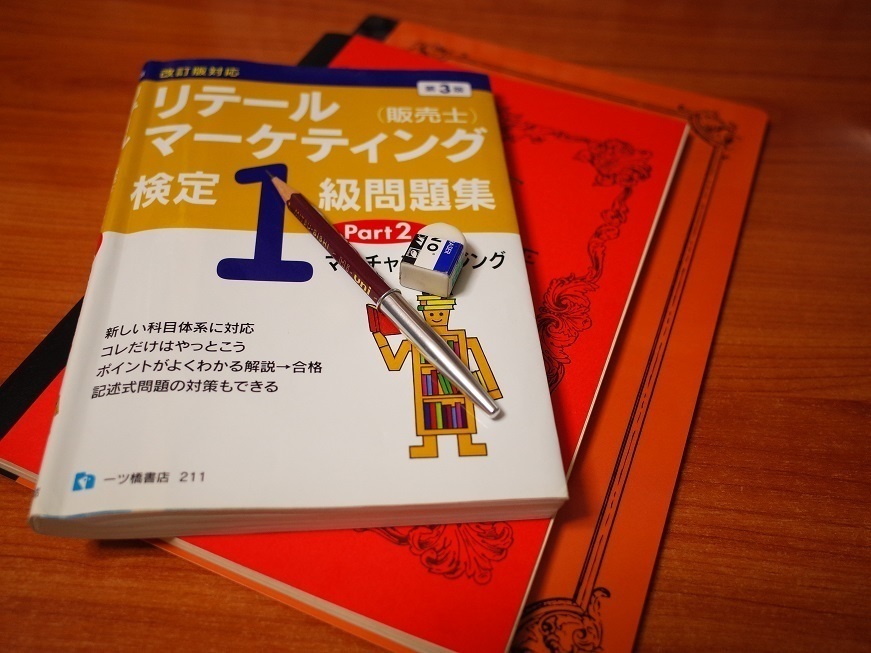 改訂版対応
第3版
リテール
(販売士)
マーケティング
検定 1 級問題集
Part2
新しい科目体系に対応
コレだけはやっとこう
ポイントがよくわかる解説→合格
記述式問題の対策もできる
一ツ橋書店 211
uni